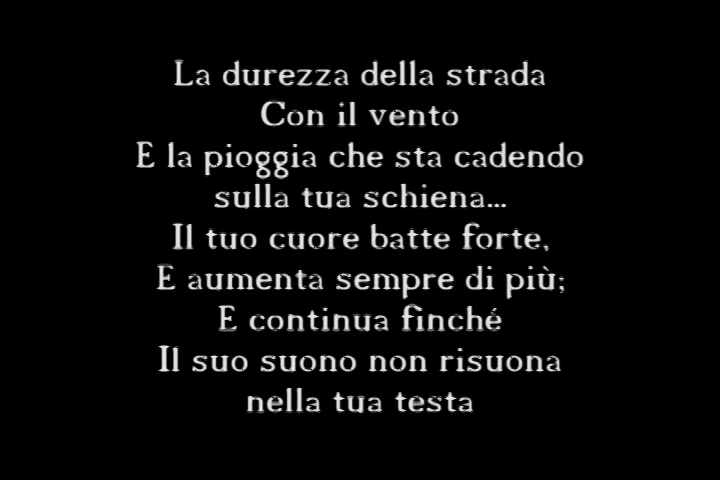 La durezza della strada
Con il vento
E la pioggia che sta cadendo
sulla tua schiena...
Il tuo cuore batte forte,
E aumenta sempre di più;
E continua finché
Il suo suono non risuona
nella tua testa